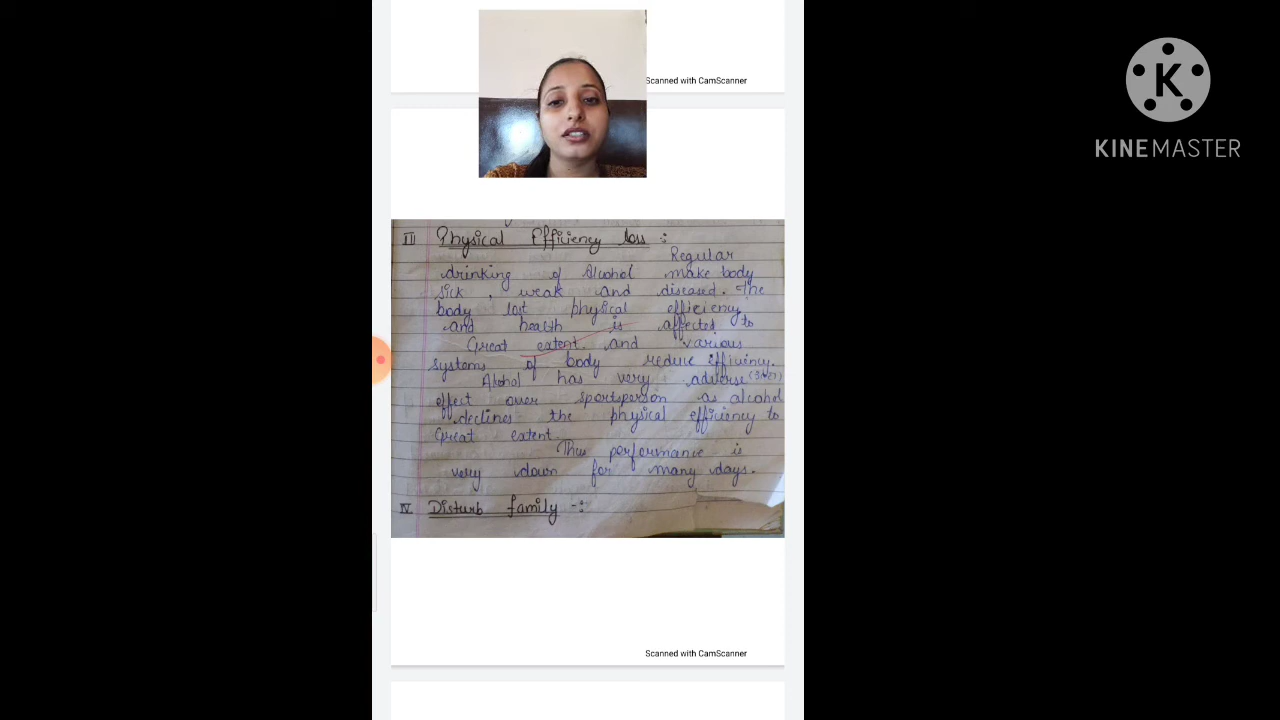 Scanned with CamScanner
K
KINEMASTER
III Physical Efficiency loss :-
Regular
drinking of Alcohol make body
sick, weak and diseased. The
body lost physical efficiency
and health is affected to
Great extent. and various
systems of body reduce efficiency.
Alcohol has very adverse
effect over sportsperson as alcohol
declines the physical efficiency to
Great extent.
Thus performance is
very down for many days.
IV Disturb family -:
Scanned with CamScanner